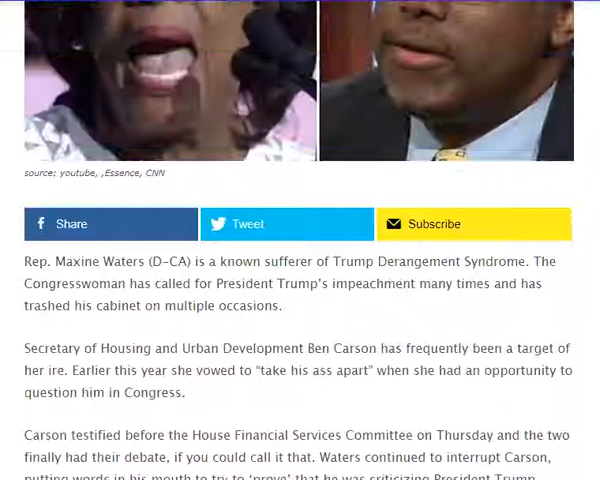 source: youtube, ,Essence, CNN
Share
Tweet
Subscribe
Rep. Maxine Waters (D-CA) is a known sufferer of Trump Derangement Syndrome. The
Congresswoman has called for President Trump's impeachment many times and has
trashed his cabinet on multiple occasions.
Secretary of Housing and Urban Development Ben Carson has frequently been a target of
her ire. Earlier this year she vowed to "take his ass apart" when she had an opportunity to
question him in Congress.
Carson testified before the House Financial Services Committee on Thursday and the two
finally had their debate, if you could call it that. Waters continued to interrupt Carson,
putting words in his mouth to try to 'prove' that he was criticizing President Trump